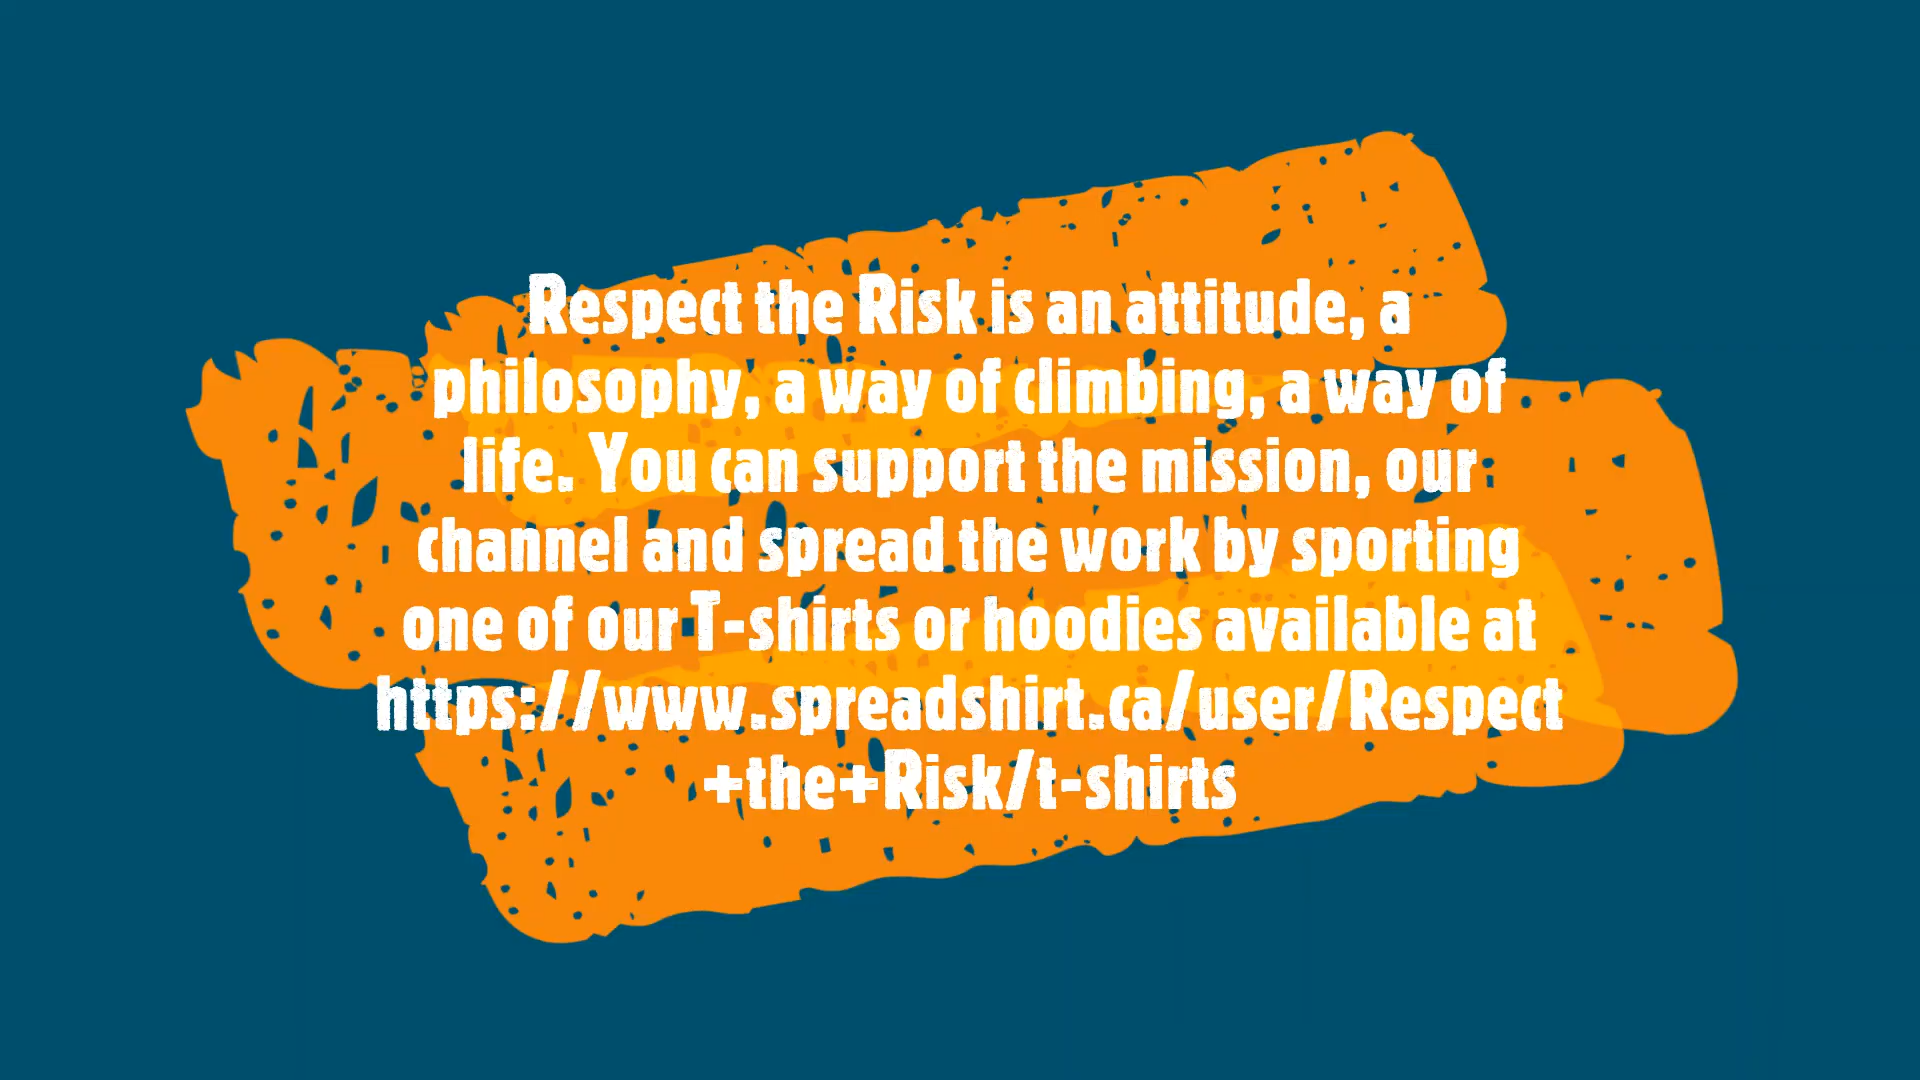 Respect the Risk is an attitude, a
philosophy, a way of climbing, a way of
life. You can support the mission, our
channel and spread the work by sporting
one of our T-shirts or hoodies available at
https://www.spreadshirt.ca/user/Respect
+the+Risk/t-shirts